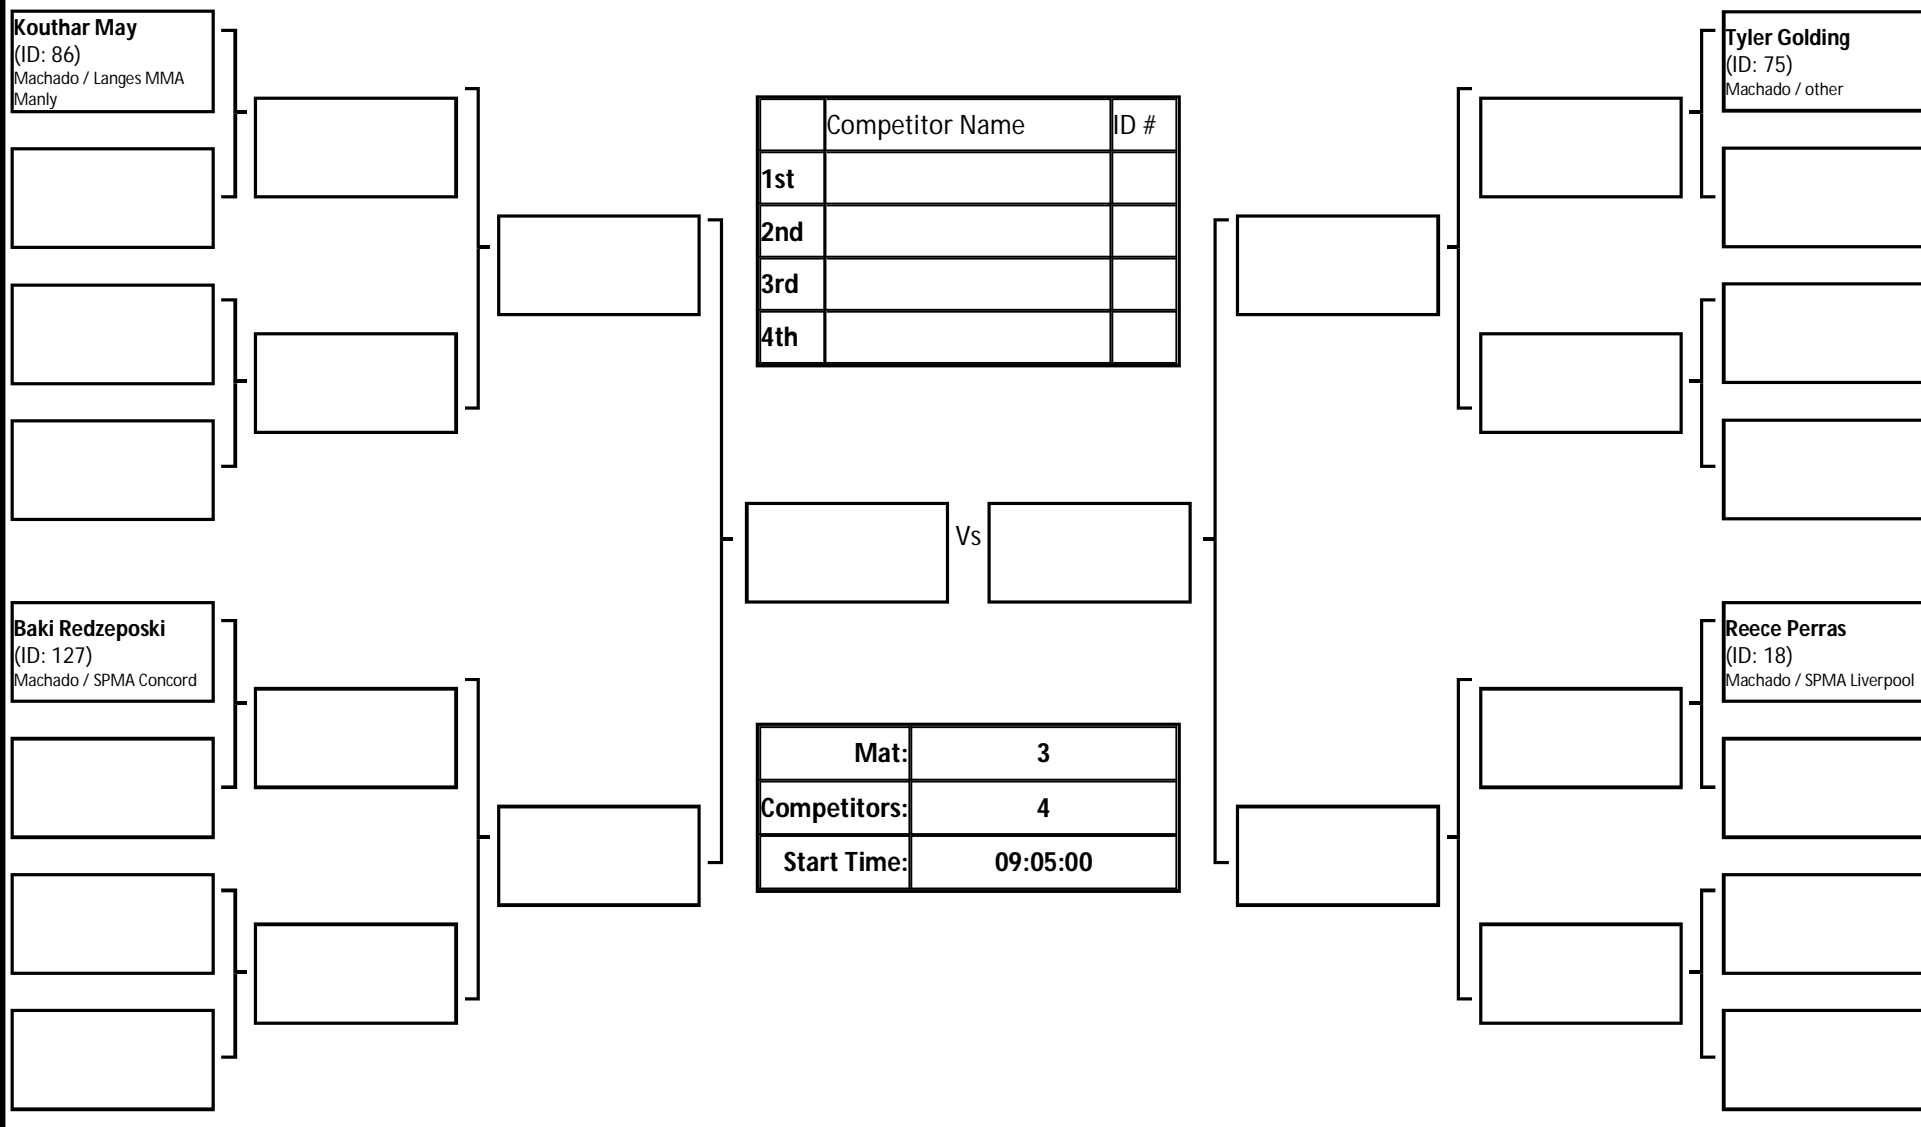 Kouthar May
(ID: 86)
Machado / Langes MMA
Manly
Tyler Golding
(ID: 75)
Machado / other
Competitor Name ID #
1st
2nd
3rd
4th
Vs
Baki Redzeposki
(ID: 127)
Machado / SPMA Concord
Reece Perras
(ID: 18)
Machado / SPMA Liverpool
Mat: 3
Competitors: 4
Start Time: 09:05:00